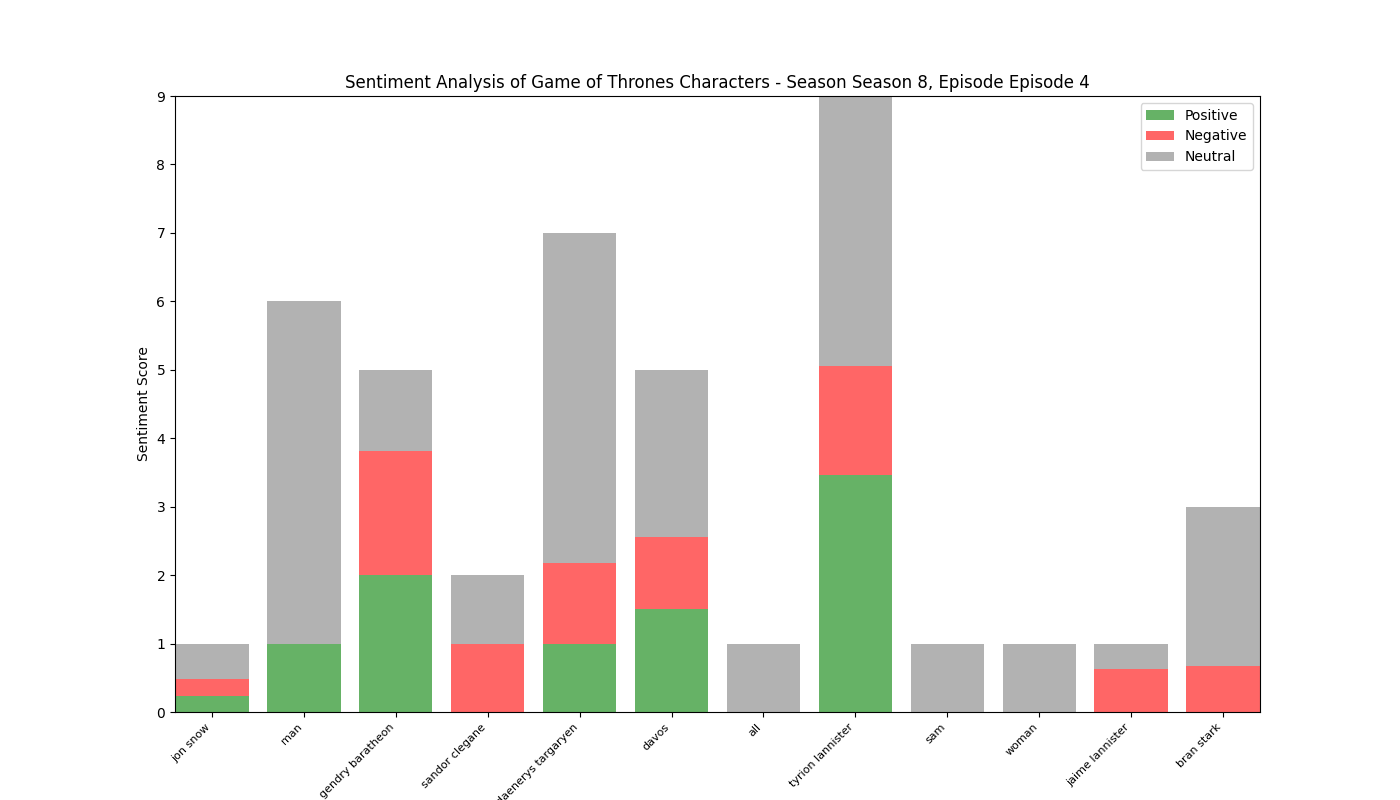 Sentiment Analysis of Game of Thrones Characters - Season Season 8, Episode Episode 4
Positive
Negative
Neutral
Sentiment Score
9
8
7
6
5
4
3
2
1
0
jon snow
man
gendry baratheon
sandor clegane
daenerys targaryen
davos
all
tyrion lannister
sam
woman
jaime lannister
bran stark